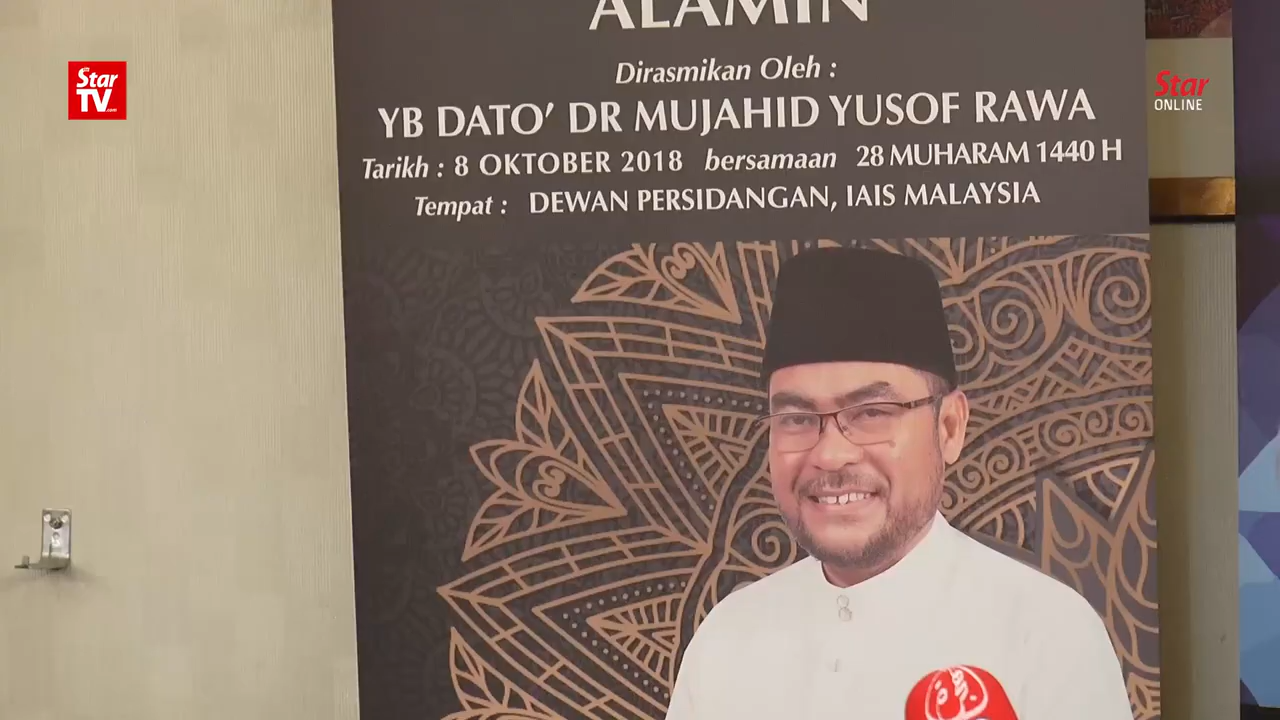 ALAMIN
Dirasmikan Oleh :
YB DATO' DR MUJAHID YUSOF RAWA
Tarikh : 8 OKTOBER 2018 bersamaan 28 MUHARAM 1440 H
Tempat : DEWAN PERSIDANGAN, IAIS MALAYSIA
Star
TV.com
Star
ONLINE